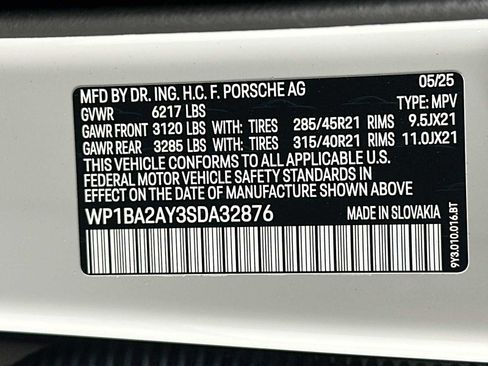 MFD BY DR. ING. H.C. F. PORSCHE AG 05/25
GVWR 6217 LBS TYPE: MPV
GAWR FRONT 3120 LBS WITH: TIRES 285/45R21 RIMS 9.5JX21
GAWR REAR 3285 LBS WITH: TIRES 315/40R21 RIMS 11.0JX21
THIS VEHICLE CONFORMS TO ALL APPLICABLE U.S.
FEDERAL MOTOR VEHICLE SAFETY STANDARDS IN
EFFECT ON THE DATE OF MANUFACTURE SHOWN ABOVE
WP1BA2AY3SDA32876 MADE IN SLOVAKIA
9Y3.010.016.BT